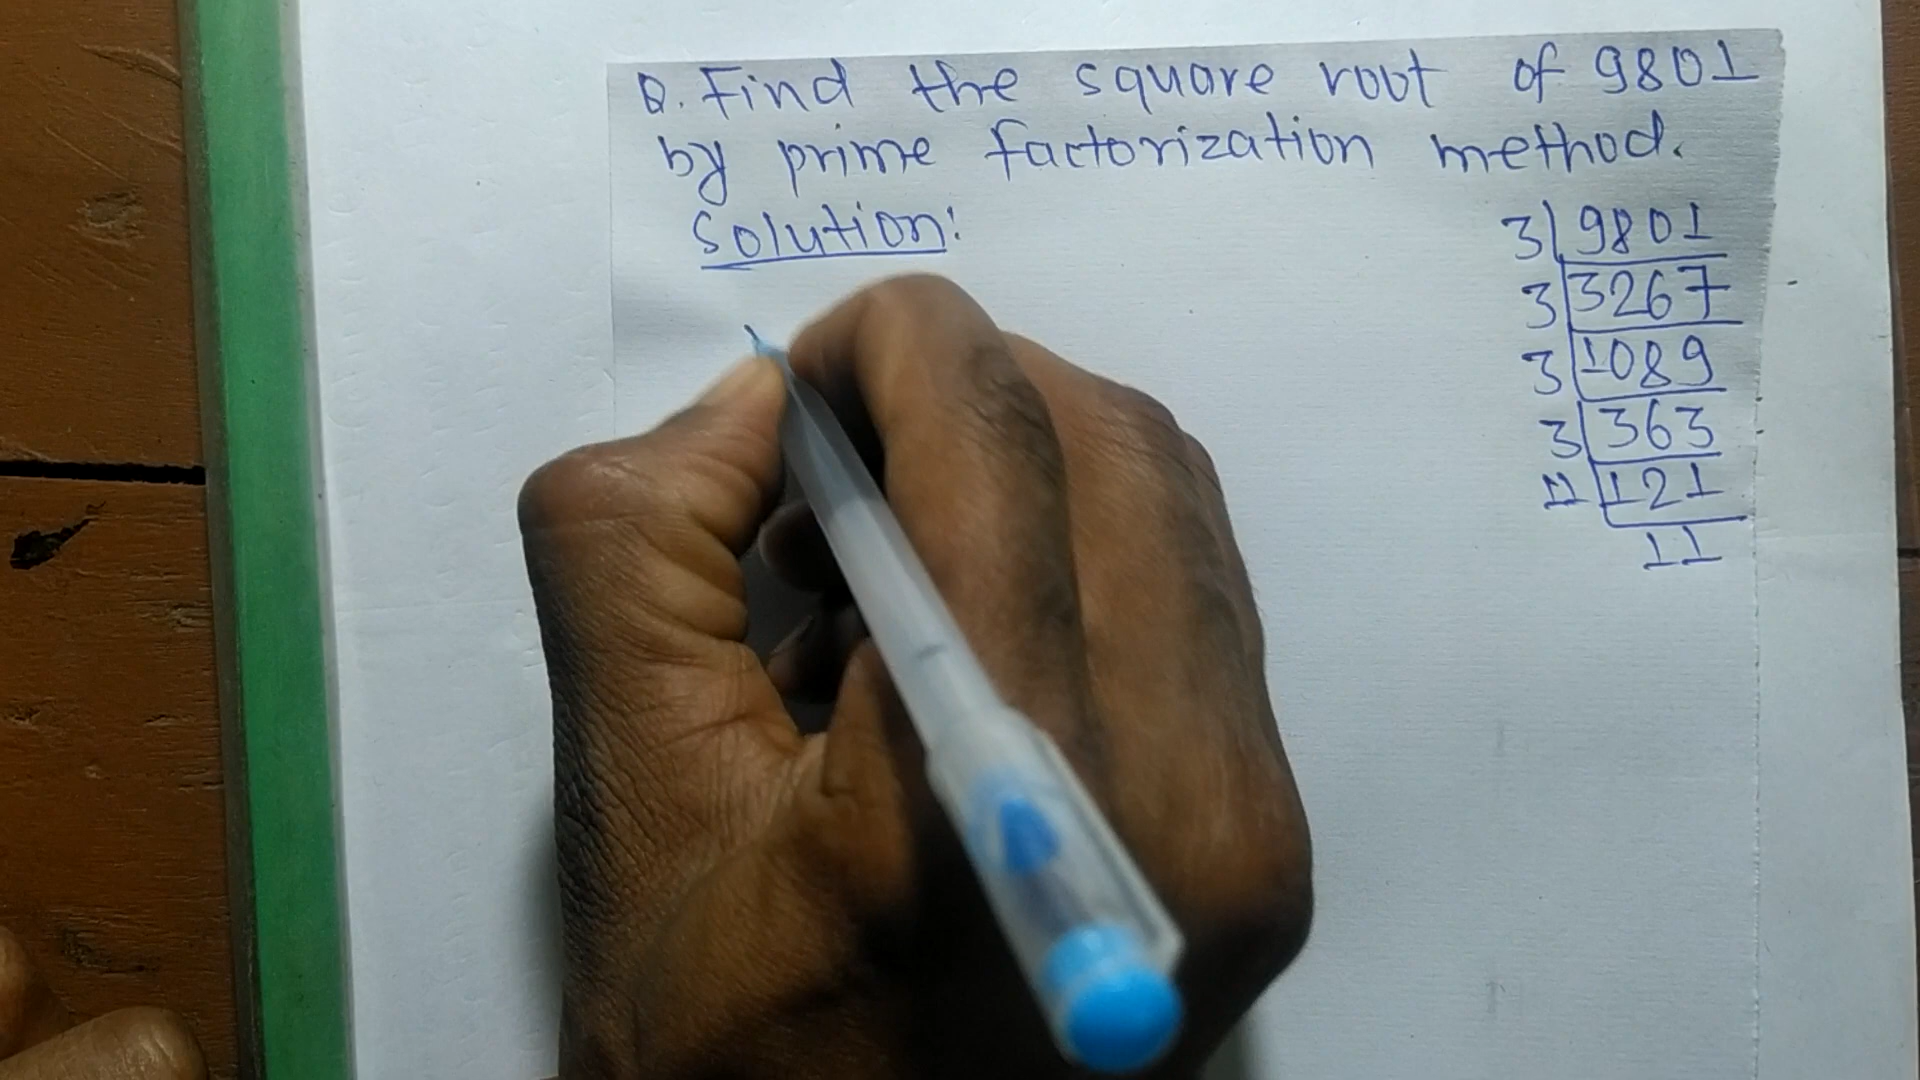 Q. Find the square root of 9801
by prime factorization method.
Solution:
3 | 9801
3 | 3267
3 | 1089
3 | 363
11 | 121
11